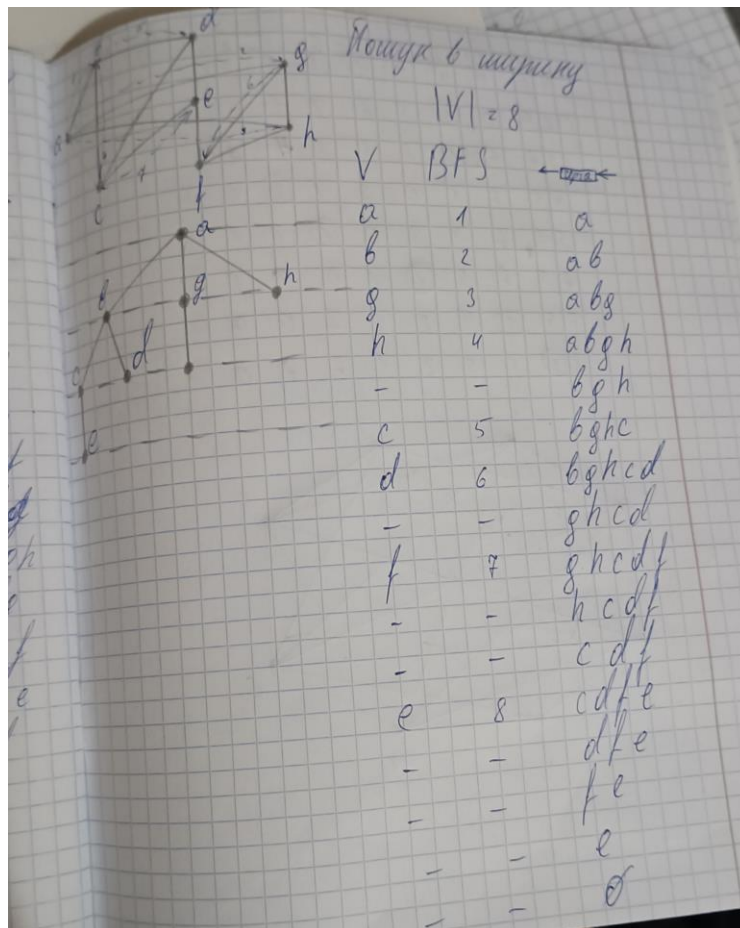 d
g
e
h
c
f
Пошук в ширину
|V| = 8
V BFS
a 1 a
b 2 ab
g 3 abg
h 4 abgh
- - bgh
c 5 bghc
d 6 bghcd
- - ghcd
f 7 ghcdf
- - hcdf
- - cdf
e 8 cdfe
- - dfe
- - fe
- - e
- - ∅
a
b g h
c d
e
h
f
e